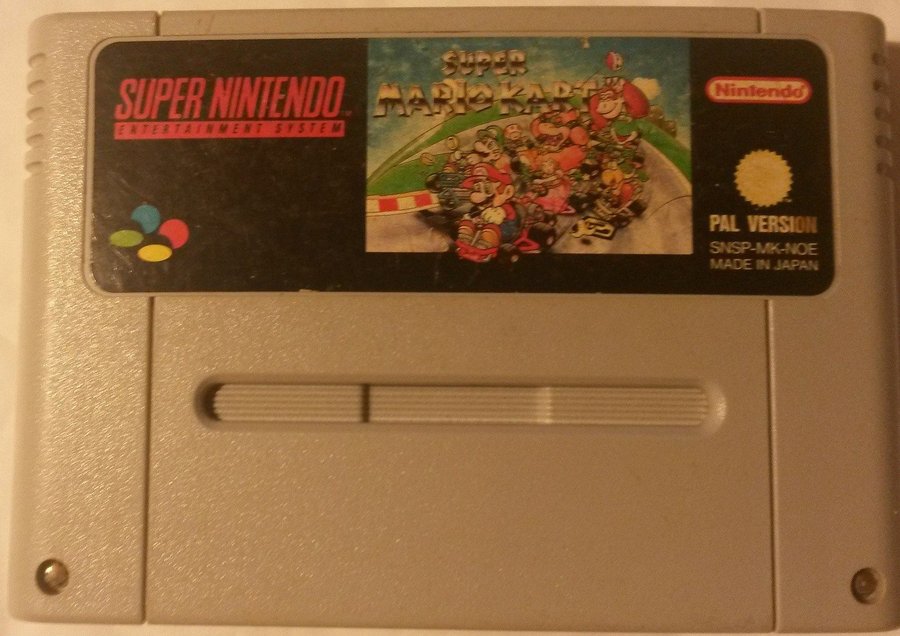 SUPER NINTENDO
ENTERTAINMENT SYSTEM
SUPER
MARIO KART
Nintendo
PAL VERSION
SNSP-MK-NOE
MADE IN JAPAN